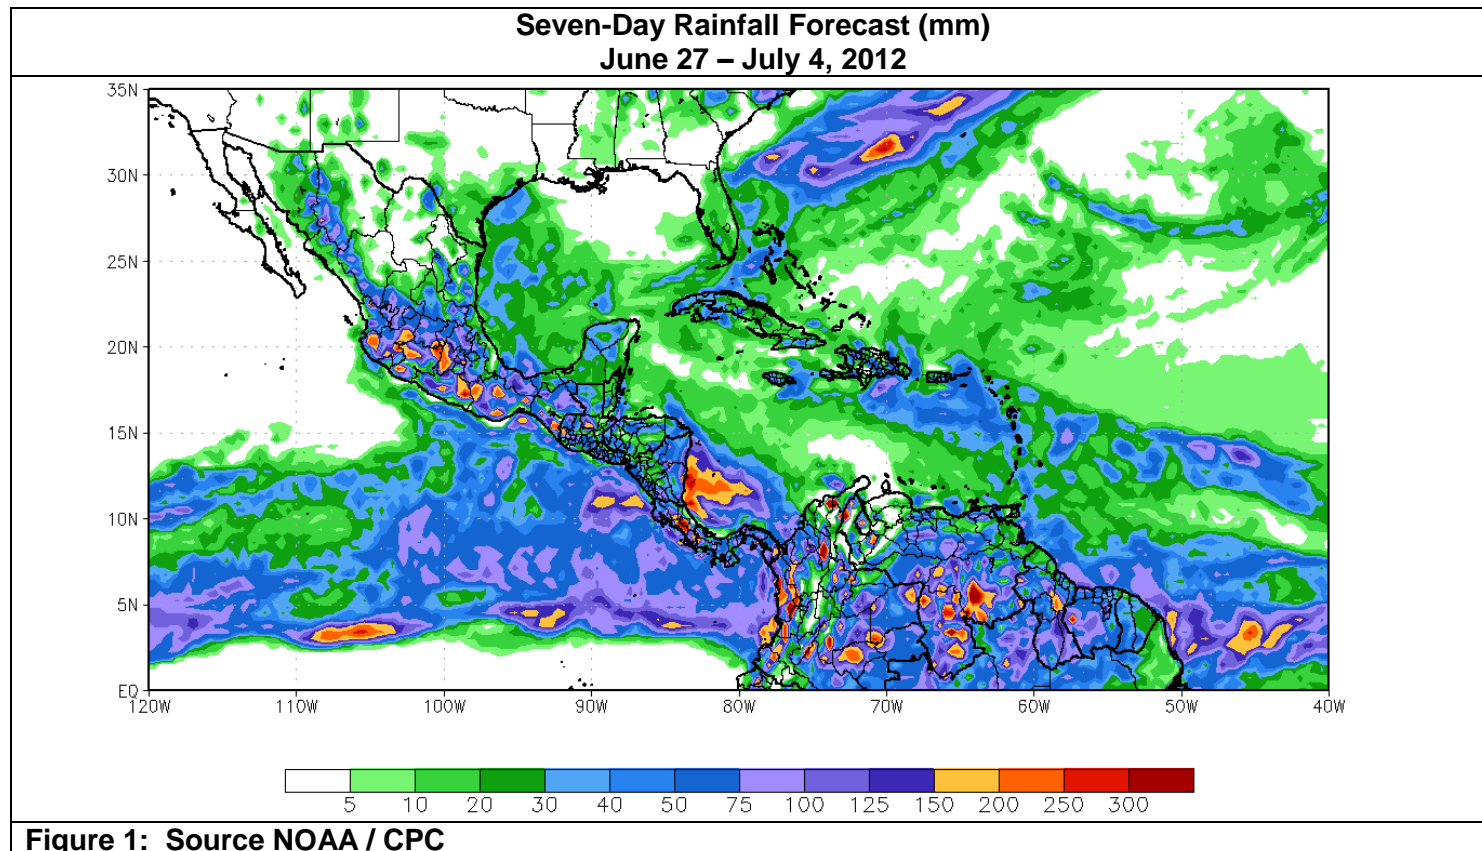 Seven-Day Rainfall Forecast (mm)
June 27 – July 4, 2012
35N
30N
25N
20N
15N
10N
5N
EQ
120W 110W 100W 90W 80W 70W 60W 50W 40W
5 10 20 30 40 50 75 100 125 150 200 250 300
Figure 1: Source NOAA / CPC